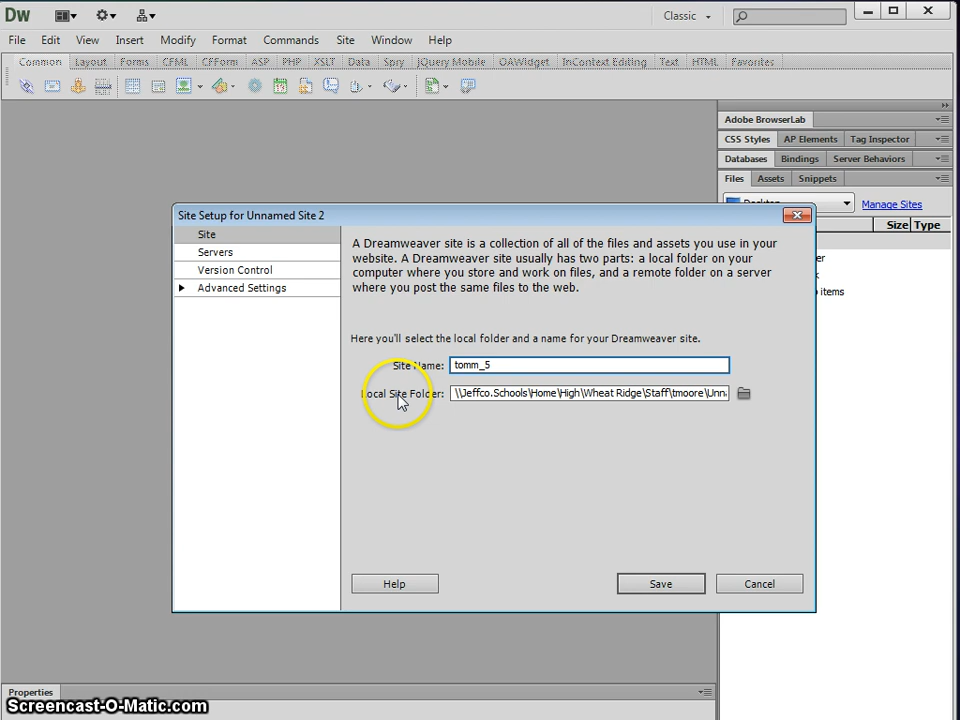 Dw
Classic
File Edit View Insert Modify Format Commands Site Window Help
Common Layout Forms CFML CFForm ASP PHP XSLT Data Spry jQuery Mobile OAWidget InContext Editing Text HTML Favorites
Adobe BrowserLab
CSS Styles AP Elements Tag Inspector
Databases Bindings Server Behaviors
Files Assets Snippets
Desktop Manage Sites
Size Type
Site Setup for Unnamed Site 2
Site
Servers
Version Control
Advanced Settings
A Dreamweaver site is a collection of all of the files and assets you use in your
website. A Dreamweaver site usually has two parts: a local folder on your
computer where you store and work on files, and a remote folder on a server
where you post the same files to the web.
Here you'll select the local folder and a name for your Dreamweaver site.
Site Name: tomm_5
Local Site Folder: \\Jeffco.Schools\Home\High\Wheat Ridge\Staff\tmoore\Unn
items
Help Save Cancel
Properties
Screencast-O-Matic.com